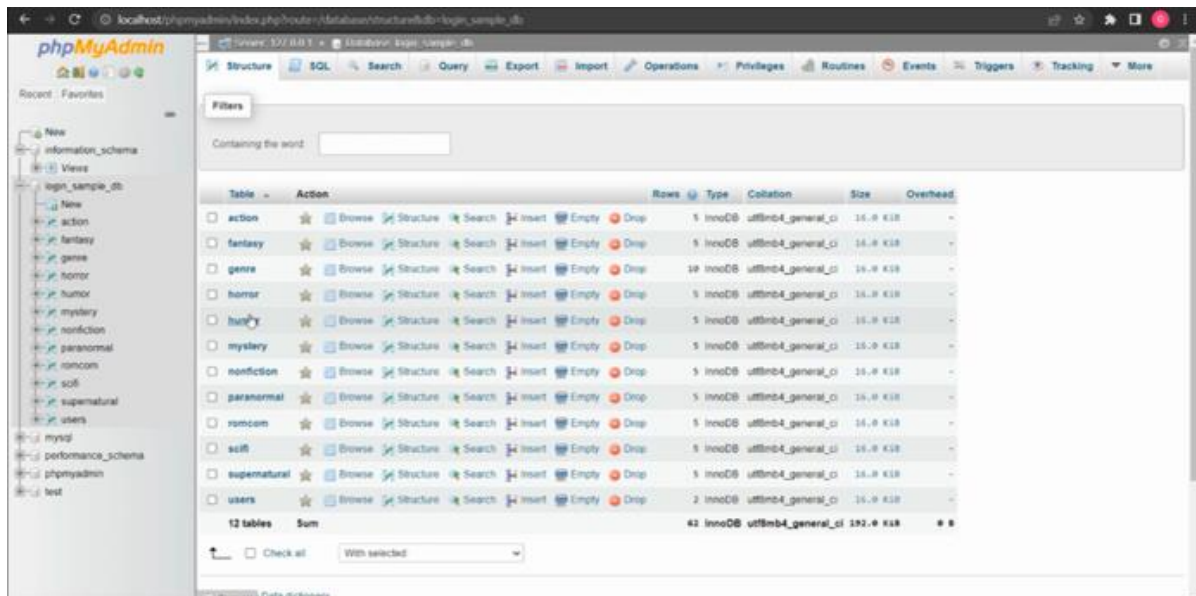 localhost/phpmyadmin/index.php?route=/database/structure&db=login_sample_db
phpMyAdmin
Recent Favorites
New
information_schema
Views
login_sample_db
New
action
fantasy
genre
horror
humor
mystery
nonfiction
paranormal
romcom
scifi
supernatural
users
mysql
performance_schema
phpmyadmin
test
Server: 127.0.0.1 » Database: login_sample_db
Structure SQL Search Query Export Import Operations Privileges Routines Events Triggers Tracking More
Filters
Containing the word:
Table Action Rows Type Collation Size Overhead
action Browse Structure Search Insert Empty Drop 5 InnoDB utf8mb4_general_ci 16.0 KiB -
fantasy Browse Structure Search Insert Empty Drop 5 InnoDB utf8mb4_general_ci 16.0 KiB -
genre Browse Structure Search Insert Empty Drop 10 InnoDB utf8mb4_general_ci 16.0 KiB -
horror Browse Structure Search Insert Empty Drop 5 InnoDB utf8mb4_general_ci 16.0 KiB -
humor Browse Structure Search Insert Empty Drop 5 InnoDB utf8mb4_general_ci 16.0 KiB -
mystery Browse Structure Search Insert Empty Drop 5 InnoDB utf8mb4_general_ci 16.0 KiB -
nonfiction Browse Structure Search Insert Empty Drop 5 InnoDB utf8mb4_general_ci 16.0 KiB -
paranormal Browse Structure Search Insert Empty Drop 5 InnoDB utf8mb4_general_ci 16.0 KiB -
romcom Browse Structure Search Insert Empty Drop 5 InnoDB utf8mb4_general_ci 16.0 KiB -
scifi Browse Structure Search Insert Empty Drop 5 InnoDB utf8mb4_general_ci 16.0 KiB -
supernatural Browse Structure Search Insert Empty Drop 5 InnoDB utf8mb4_general_ci 16.0 KiB -
users Browse Structure Search Insert Empty Drop 2 InnoDB utf8mb4_general_ci 16.0 KiB -
12 tables Sum 62 InnoDB utf8mb4_general_ci 192.0 KiB 0 B
Check all With selected:
Data dictionary